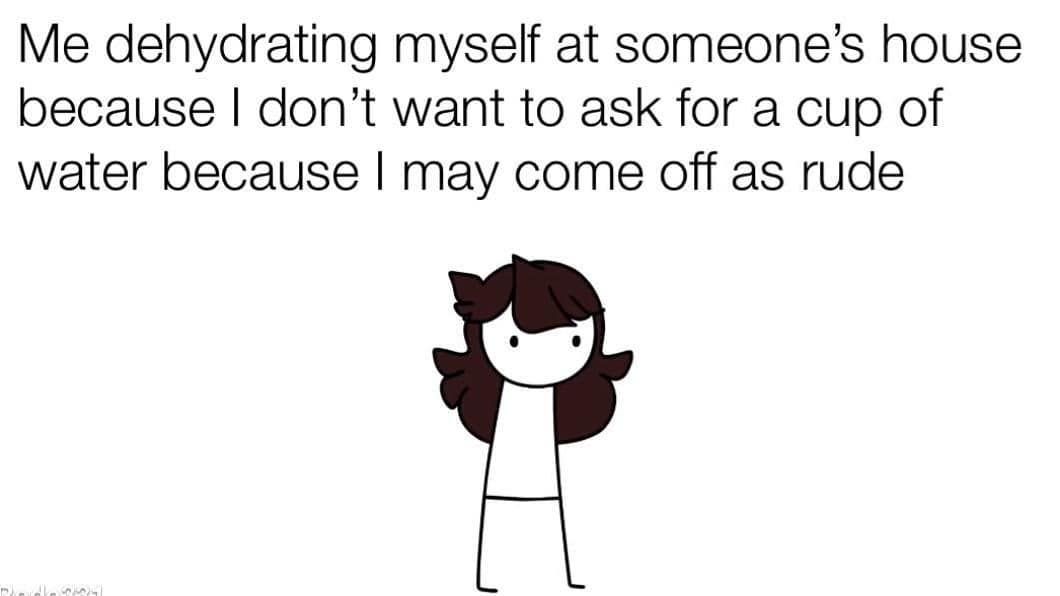 Me dehydrating myself at someone’s house
because I don’t want to ask for a cup of
water because I may come off as rude